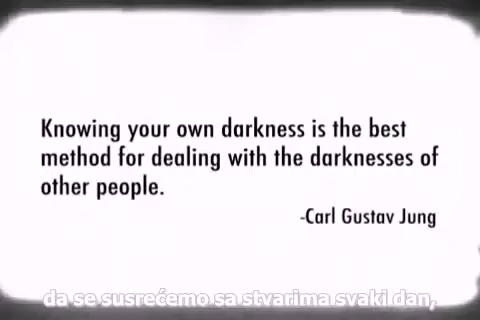 Knowing your own darkness is the best
method for dealing with the darknesses of
other people.
-Carl Gustav Jung
da se susrećemo sa stvarima svaki dan,